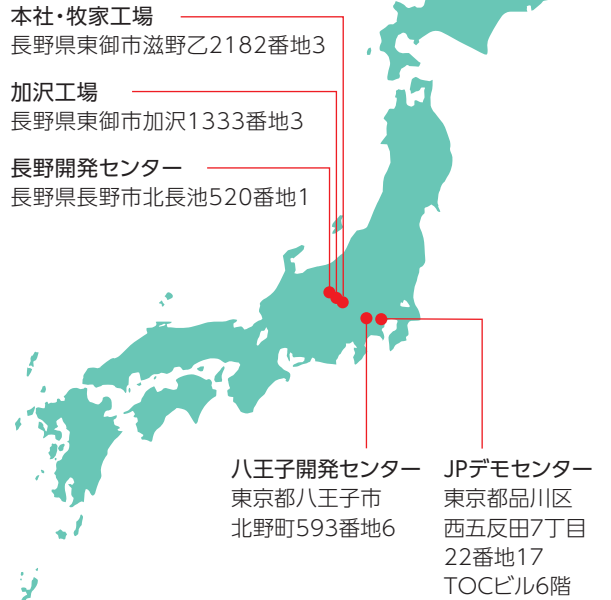 本社・牧家工場
長野県東御市滋野乙2182番地3
加沢工場
長野県東御市加沢1333番地3
長野開発センター
長野県長野市北長池520番地1
八王子開発センター
東京都八王子市
北野町593番地6
JPデモセンター
東京都品川区
西五反田7丁目
22番地17
TOCビル6階